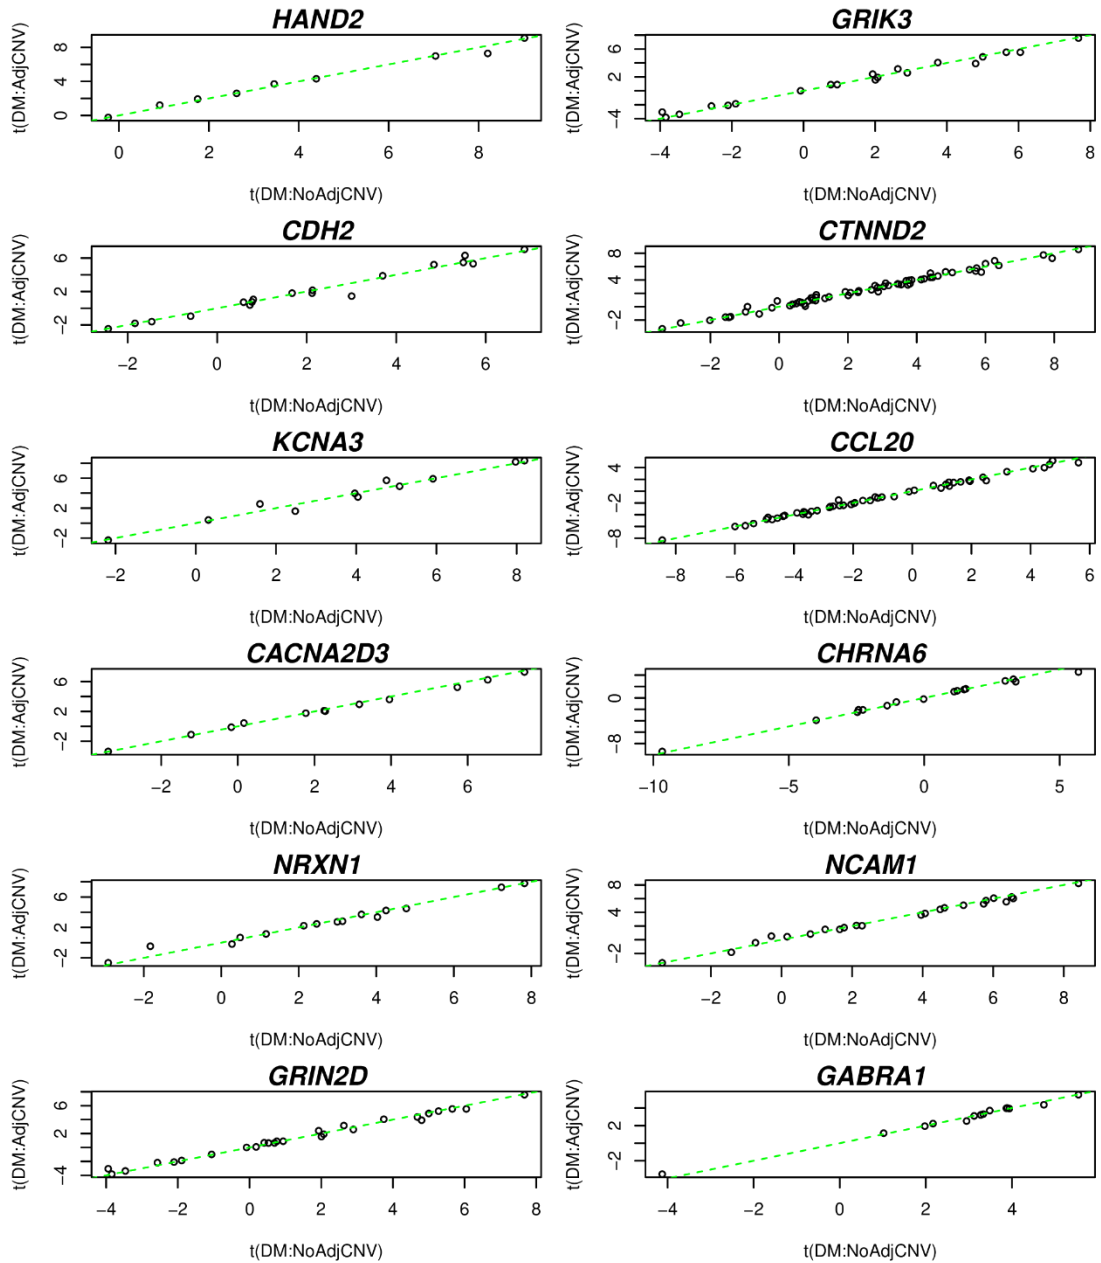 HAND2
t(DM:AdjCNV)
0 4 8
0 2 4 6 8
t(DM:NoAdjCNV)
GRIK3
t(DM:AdjCNV)
−4 2 6
−4 −2 0 2 4 6 8
t(DM:NoAdjCNV)
CDH2
t(DM:AdjCNV)
−2 2 6
−2 0 2 4 6
t(DM:NoAdjCNV)
CTNND2
t(DM:AdjCNV)
−2 4 8
−2 0 2 4 6 8
t(DM:NoAdjCNV)
KCNA3
t(DM:AdjCNV)
−2 2 6
−2 0 2 4 6 8
t(DM:NoAdjCNV)
CCL20
t(DM:AdjCNV)
−8 −2 4
−8 −6 −4 −2 0 2 4 6
t(DM:NoAdjCNV)
CACNA2D3
t(DM:AdjCNV)
−2 2 6
−2 0 2 4 6
t(DM:NoAdjCNV)
CHRNA6
t(DM:AdjCNV)
−8 0
−10 −5 0 5
t(DM:NoAdjCNV)
NRXN1
t(DM:AdjCNV)
−2 2 6
−2 0 2 4 6 8
t(DM:NoAdjCNV)
NCAM1
t(DM:AdjCNV)
−2 4 8
−2 0 2 4 6 8
t(DM:NoAdjCNV)
GRIN2D
t(DM:AdjCNV)
−4 2 6
−4 −2 0 2 4 6 8
t(DM:NoAdjCNV)
GABRA1
t(DM:AdjCNV)
−2 2
−4 −2 0 2 4
t(DM:NoAdjCNV)